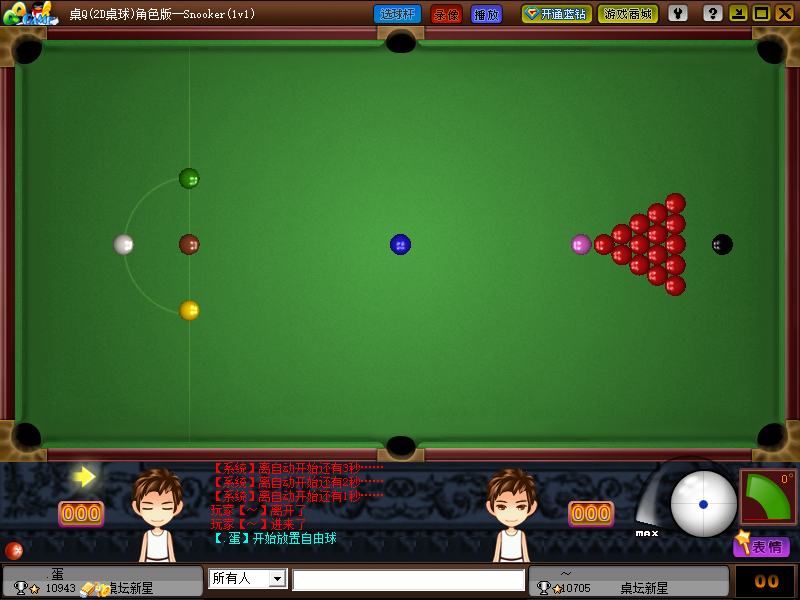 桌Q(2D桌球)角色版—Snooker(1v1)
选球杆 录像 播放 开通蓝钻 游戏商城
【系统】离自动开始还有3秒……
【系统】离自动开始还有2秒……
【系统】离自动开始还有1秒……
玩家【～】离开了
玩家【～】进来了
【.蛋】开始放置自由球
000
000
MAX
0°
表情
.蛋
10943 桌坛新星
所有人
～
10705 桌坛新星
00